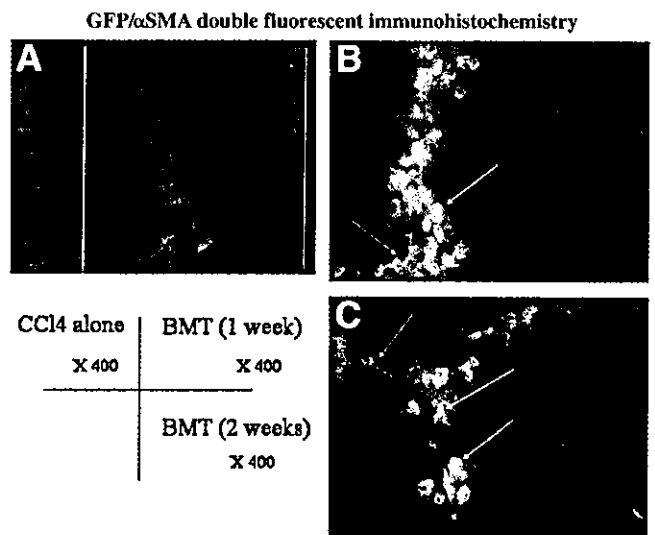 GFP/αSMA double fluorescent immunohistochemistry
A
B
CCl4 alone
X 400
BMT (1 week)
X 400
BMT (2 weeks)
X 400
C